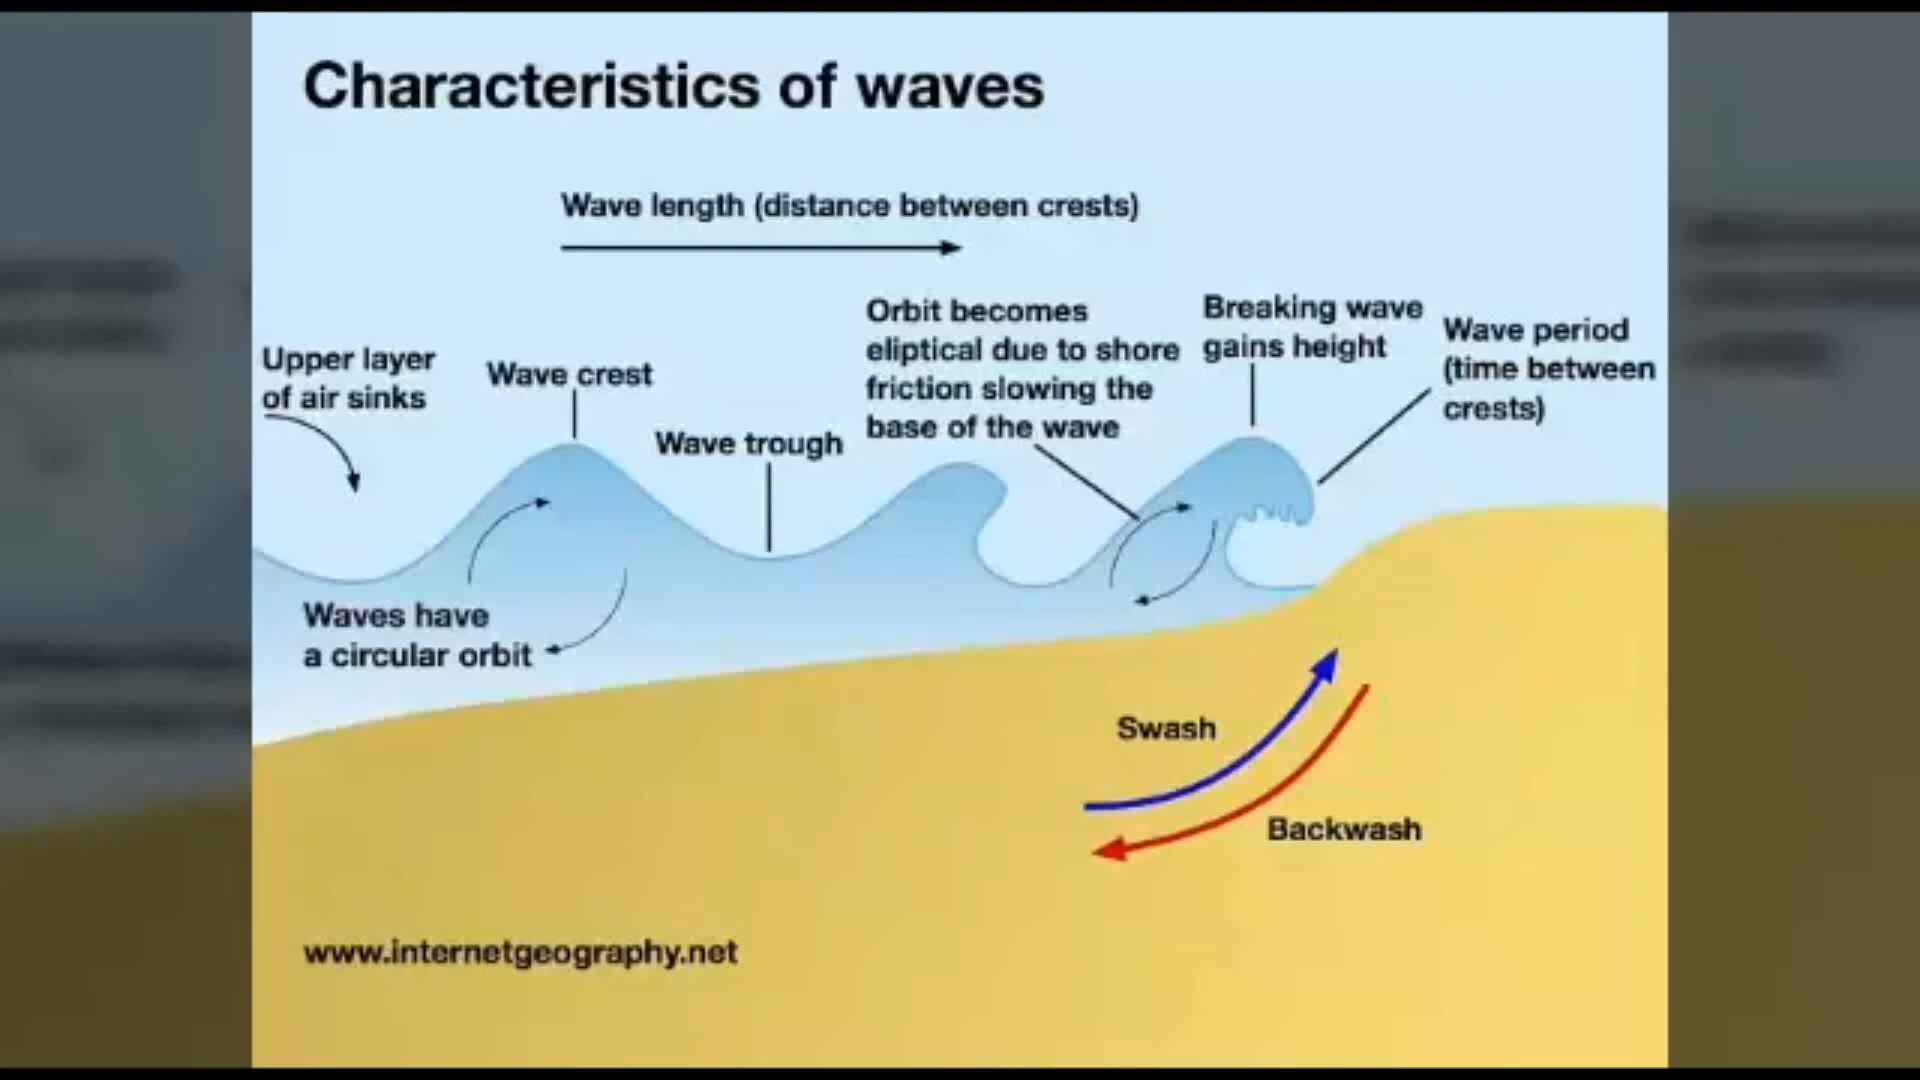 Characteristics of waves
Wave length (distance between crests)
Upper layer
of air sinks
Wave crest
Wave trough
Orbit becomes
eliptical due to shore
friction slowing the
base of the wave
Breaking wave
gains height
Wave period
(time between
crests)
Waves have
a circular orbit
Swash
Backwash
www.internetgeography.net